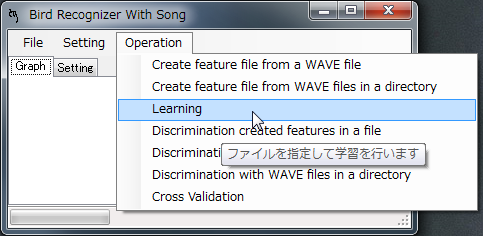 Bird Recognizer With Song
File Setting Operation
Graph Setting
Create feature file from a WAVE file
Create feature file from WAVE files in a directory
Learning
Discrimination created features in a file
Discriminati
ファイルを指定して学習を行います
Discrimination with WAVE files in a directory
Cross Validation